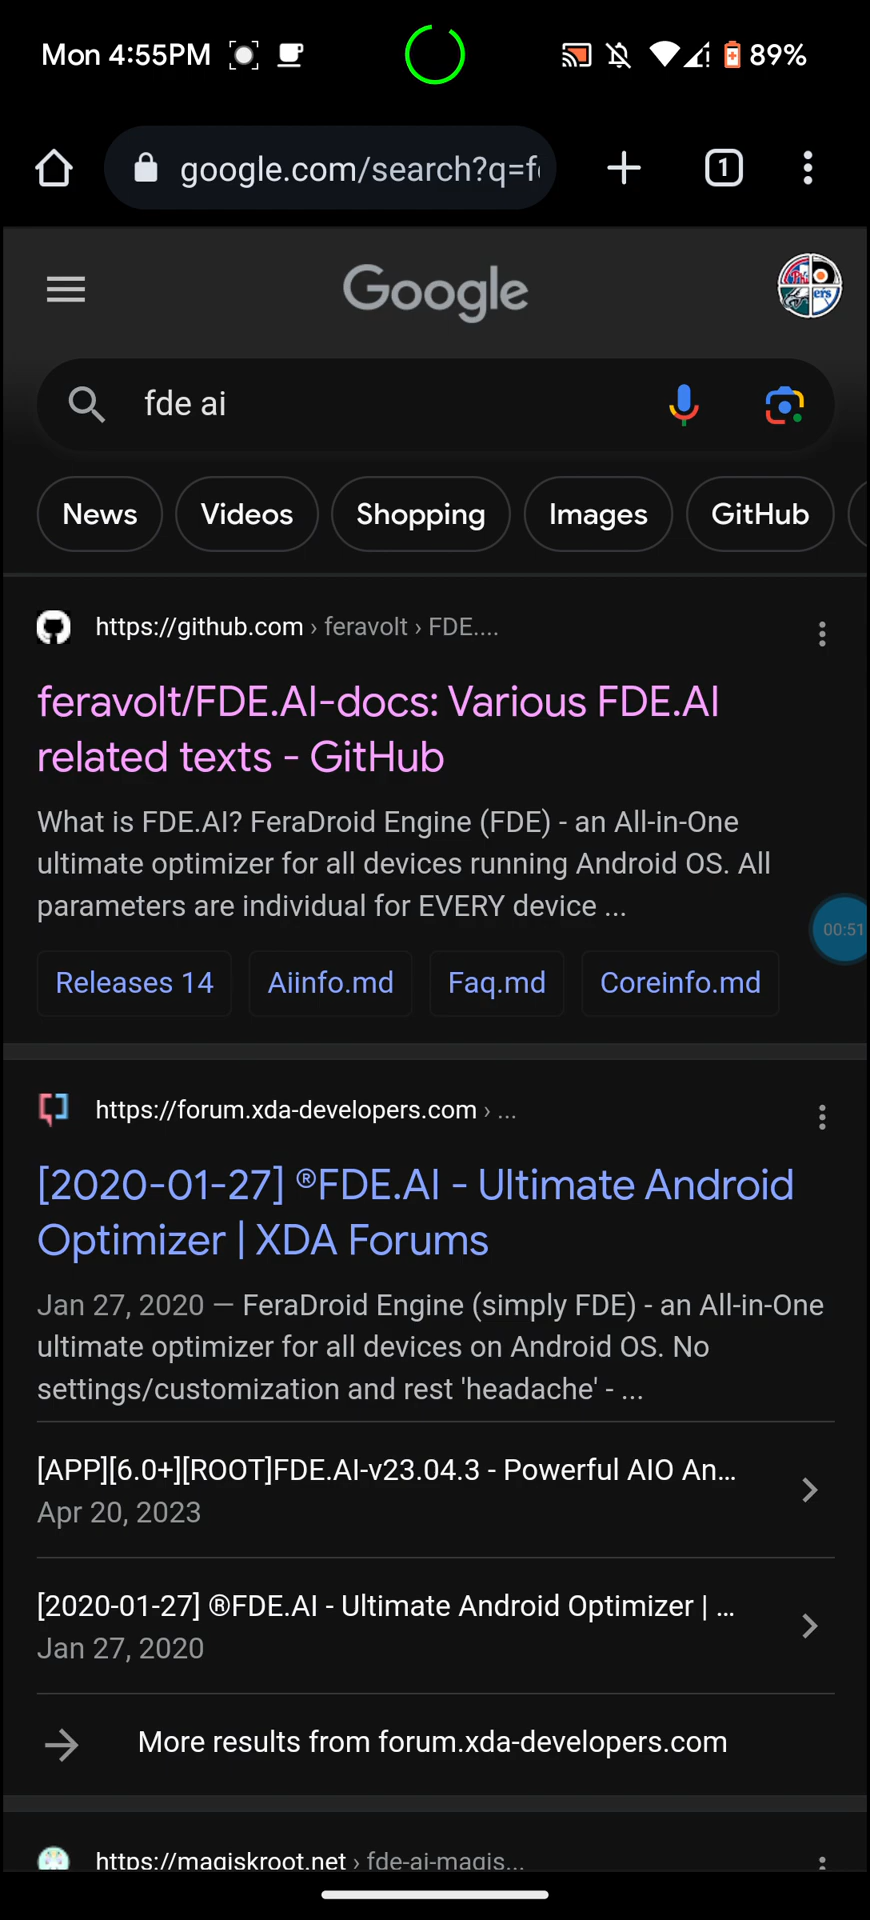 Mon 4:55PM 89%
google.com/search?q=f
1
Google
fde ai
News Videos Shopping Images GitHub
https://github.com › feravolt › FDE....
feravolt/FDE.AI-docs: Various FDE.AI
related texts - GitHub
What is FDE.AI? FeraDroid Engine (FDE) - an All-in-One
ultimate optimizer for all devices running Android OS. All
parameters are individual for EVERY device ...
00:51
Releases 14 Aiinfo.md Faq.md Coreinfo.md
https://forum.xda-developers.com › ...
[2020-01-27] ®FDE.AI - Ultimate Android
Optimizer | XDA Forums
Jan 27, 2020 — FeraDroid Engine (simply FDE) - an All-in-One
ultimate optimizer for all devices on Android OS. No
settings/customization and rest 'headache' - ...
[APP][6.0+][ROOT]FDE.AI-v23.04.3 - Powerful AIO An...
Apr 20, 2023
[2020-01-27] ®FDE.AI - Ultimate Android Optimizer | ...
Jan 27, 2020
More results from forum.xda-developers.com
https://magiskroot.net › fde-ai-magis...